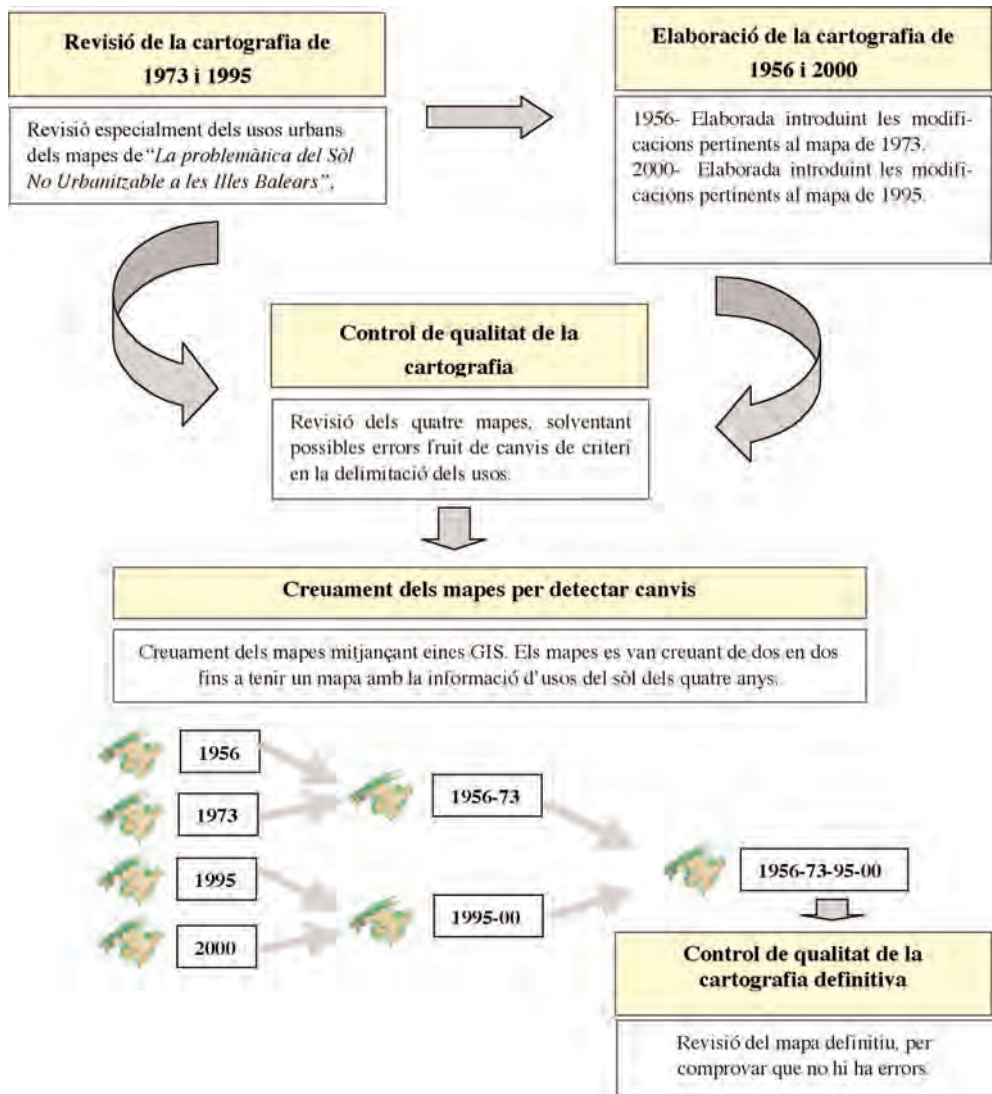 Revisió de la cartografia de
1973 i 1995
Revisió especialment dels usos urbans
dels mapes de “La problemàtica del Sòl
No Urbanitzable a les Illes Balears”.
Elaboració de la cartografia de
1956 i 2000
1956- Elaborada introduint les modifi-
cacions pertinents al mapa de 1973.
2000- Elaborada introduint les modifi-
cacions pertinents al mapa de 1995.
Control de qualitat de la
cartografia
Revisió dels quatre mapes, solventant
possibles errors fruit de canvis de criteri
en la delimitació dels usos.
Creuament dels mapes per detectar canvis
Creuament dels mapes mitjançant eines GIS. Els mapes es van creuant de dos en dos
fins a tenir un mapa amb la informació d'usos del sòl dels quatre anys.
1956
1973
1995
2000
1956-73
1995-00
1956-73-95-00
Control de qualitat de la
cartografia definitiva
Revisió del mapa definitiu, per
comprovar que no hi ha errors.